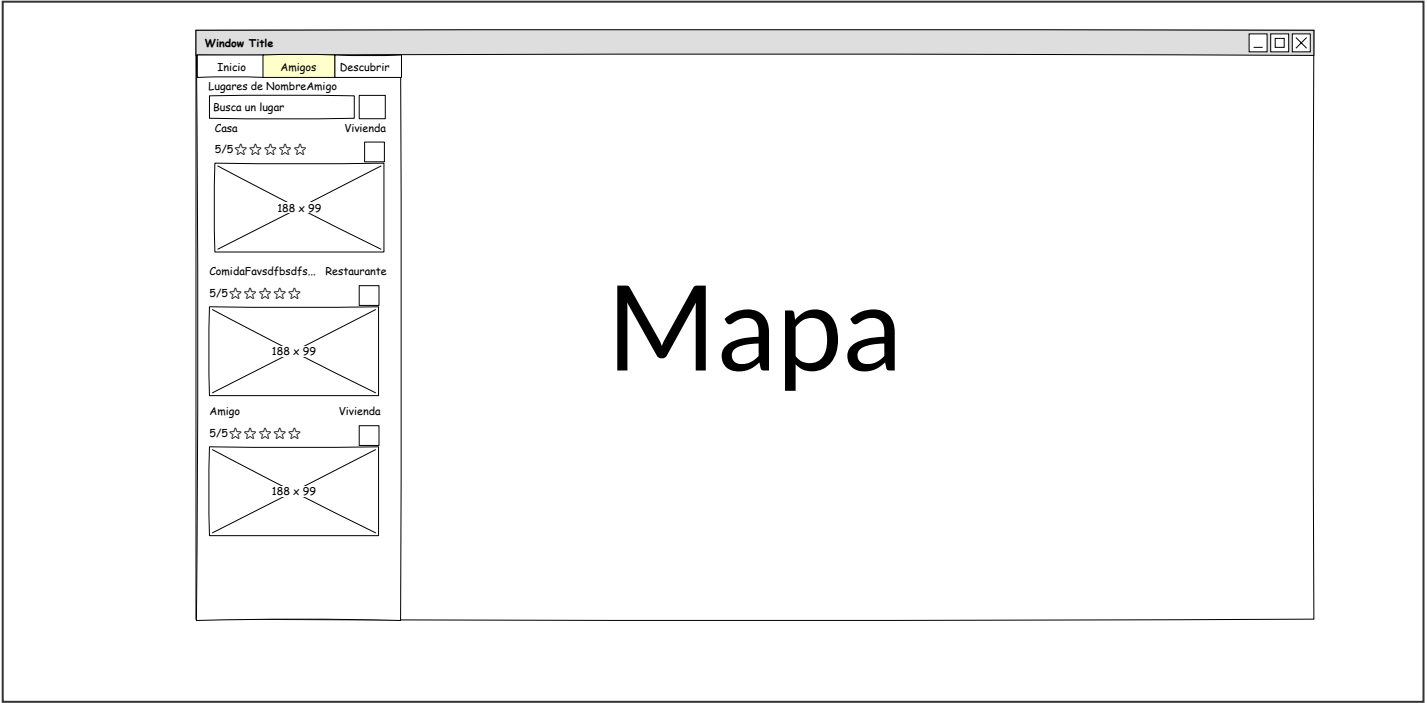 Window Title
Inicio Amigos Descubrir
Lugares de NombreAmigo
Busca un lugar
Casa Vivienda
5/5
188 x 99
ComidaFavsdfbsdfs... Restaurante
5/5
188 x 99
Amigo Vivienda
5/5
188 x 99
Mapa